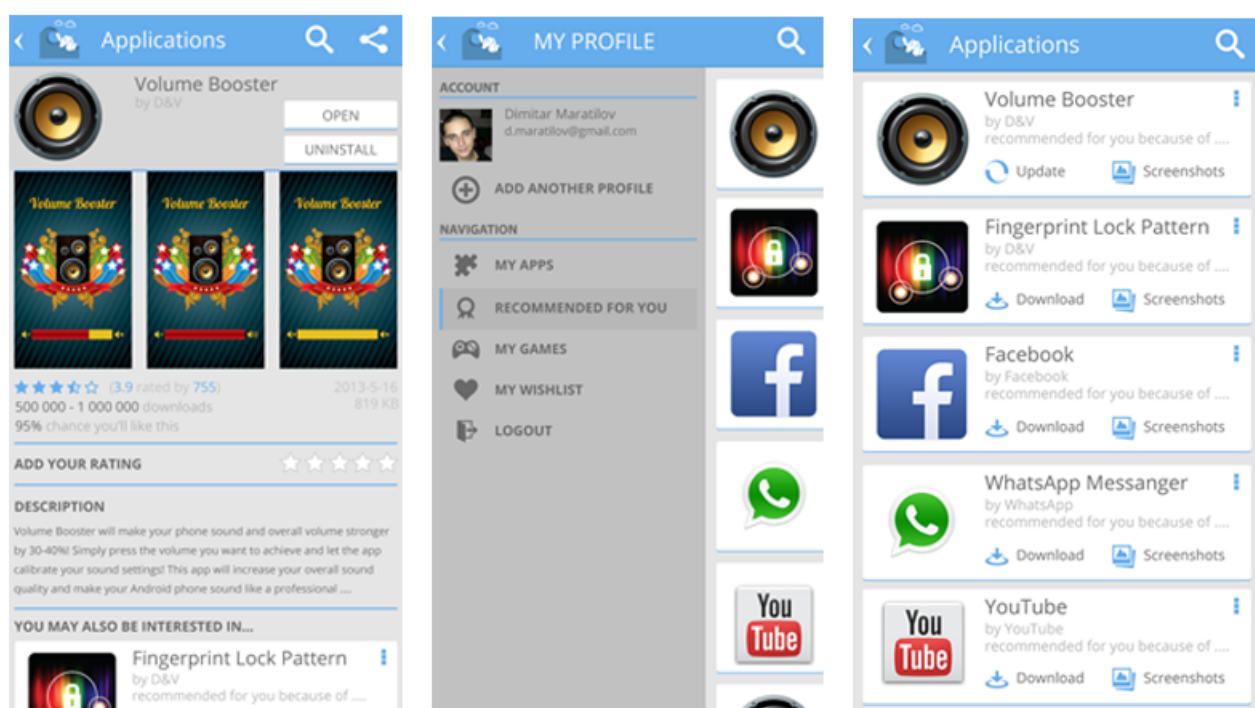 Applications
Volume Booster
by D&V
OPEN
UNINSTALL
Volume Booster
Volume Booster
Volume Booster
(3.9 rated by 755)
2013-5-16
500 000 - 1 000 000 downloads
819 KB
95% chance you'll like this
ADD YOUR RATING
DESCRIPTION
Volume Booster will make your phone sound and overall volume stronger
by 30-40%! Simply press the volume you want to achieve and let the app
calibrate your sound settings! This app will increase your overall sound
quality and make your Android phone sound like a professional ....
YOU MAY ALSO BE INTERESTED IN...
Fingerprint Lock Pattern
by D&V
recommended for you because of ....
MY PROFILE
ACCOUNT
Dimitar Maratilov
d.maratilov@gmail.com
ADD ANOTHER PROFILE
NAVIGATION
MY APPS
RECOMMENDED FOR YOU
MY GAMES
MY WISHLIST
LOGOUT
f
You
Tube
Applications
Volume Booster
by D&V
recommended for you because of ....
Update
Screenshots
Fingerprint Lock Pattern
by D&V
recommended for you because of ....
Download
Screenshots
f
Facebook
by Facebook
recommended for you because of ....
Download
Screenshots
WhatsApp Messanger
by WhatsApp
recommended for you because of ....
Download
Screenshots
You
Tube
YouTube
by YouTube
recommended for you because of ....
Download
Screenshots